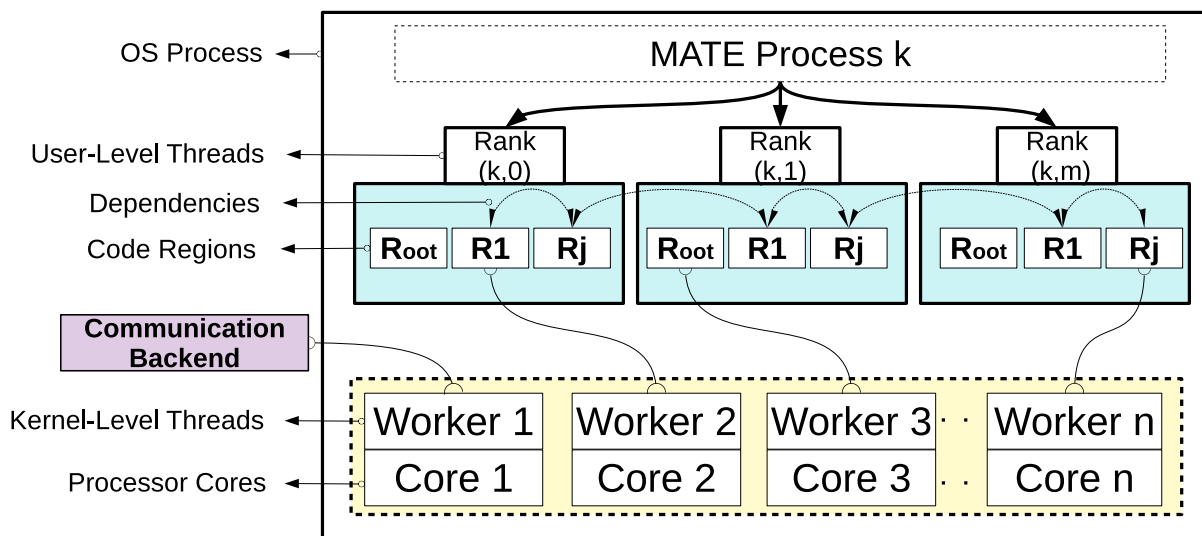 OS Process
MATE Process k
User-Level Threads
Rank
(k,0)
Rank
(k,1)
Rank
(k,m)
Dependencies
Code Regions
Root R1 Rj
Root R1 Rj
Root R1 Rj
Communication
Backend
Kernel-Level Threads
Worker 1
Worker 2
Worker 3
. .
Worker n
Processor Cores
Core 1
Core 2
Core 3
. .
Core n